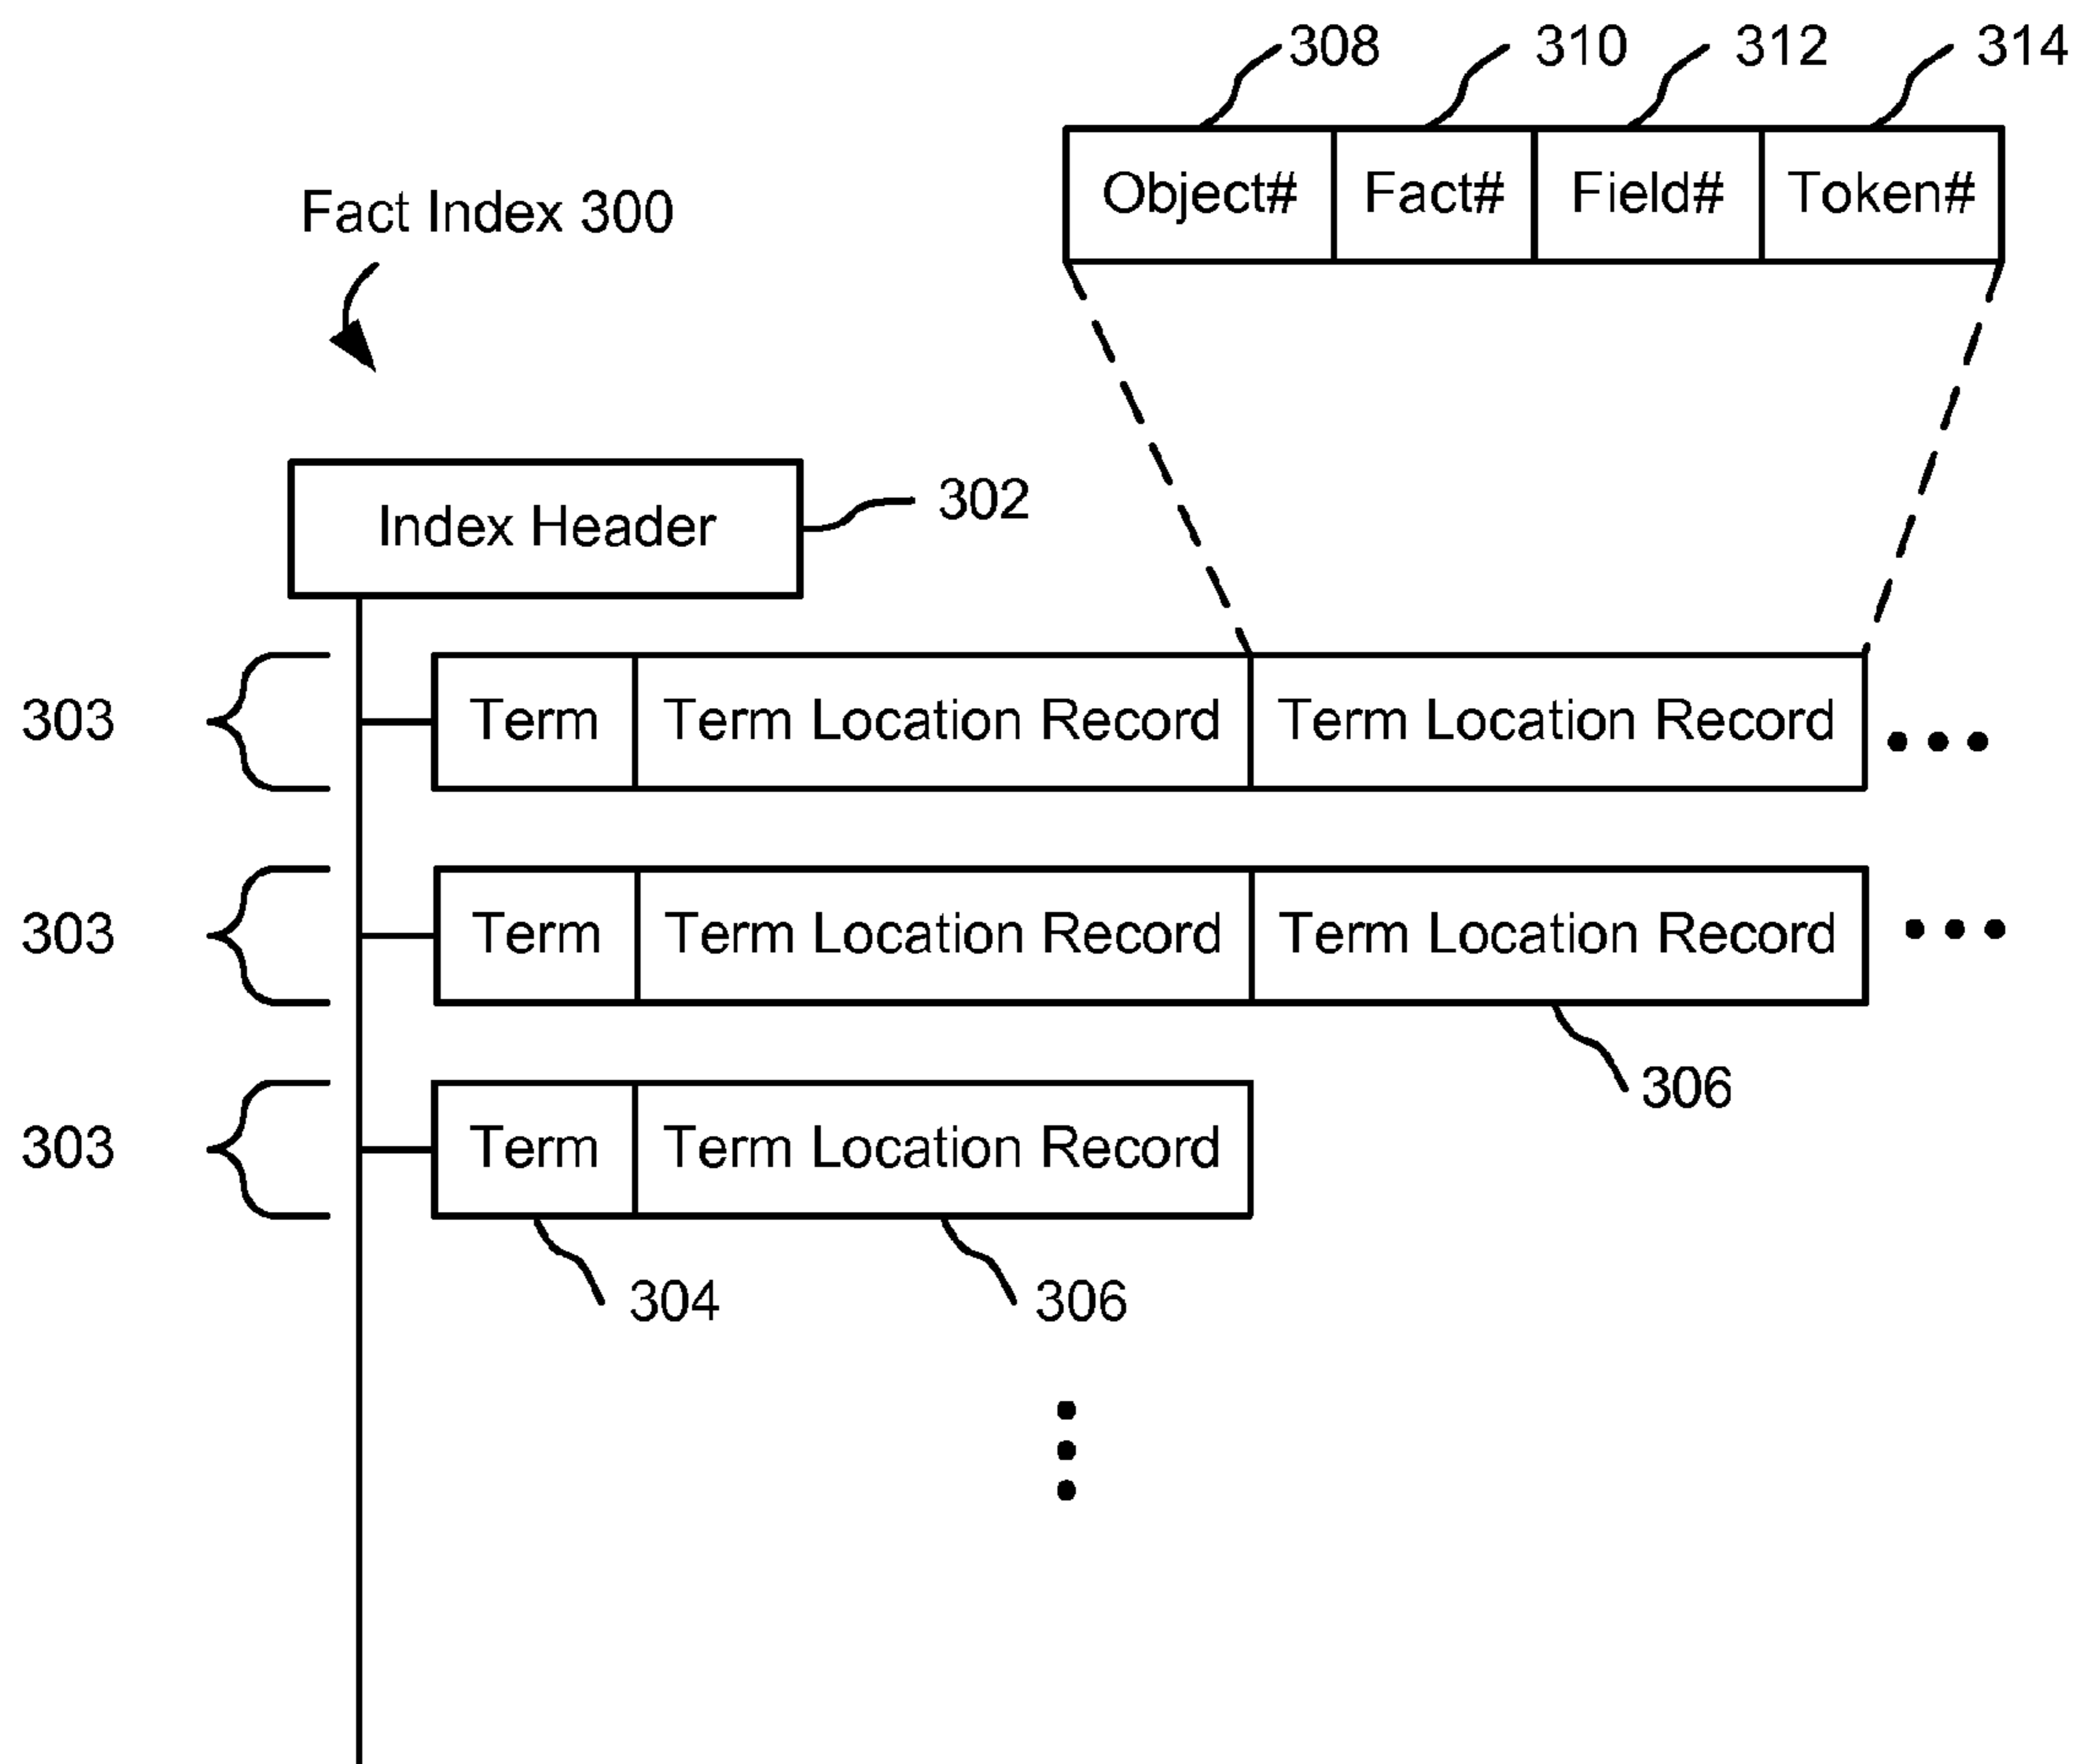 308 310 312 314
Object# Fact# Field# Token#
Fact Index 300
Index Header 302
303 Term Term Location Record Term Location Record
303 Term Term Location Record Term Location Record
306
303 Term Term Location Record
304 306